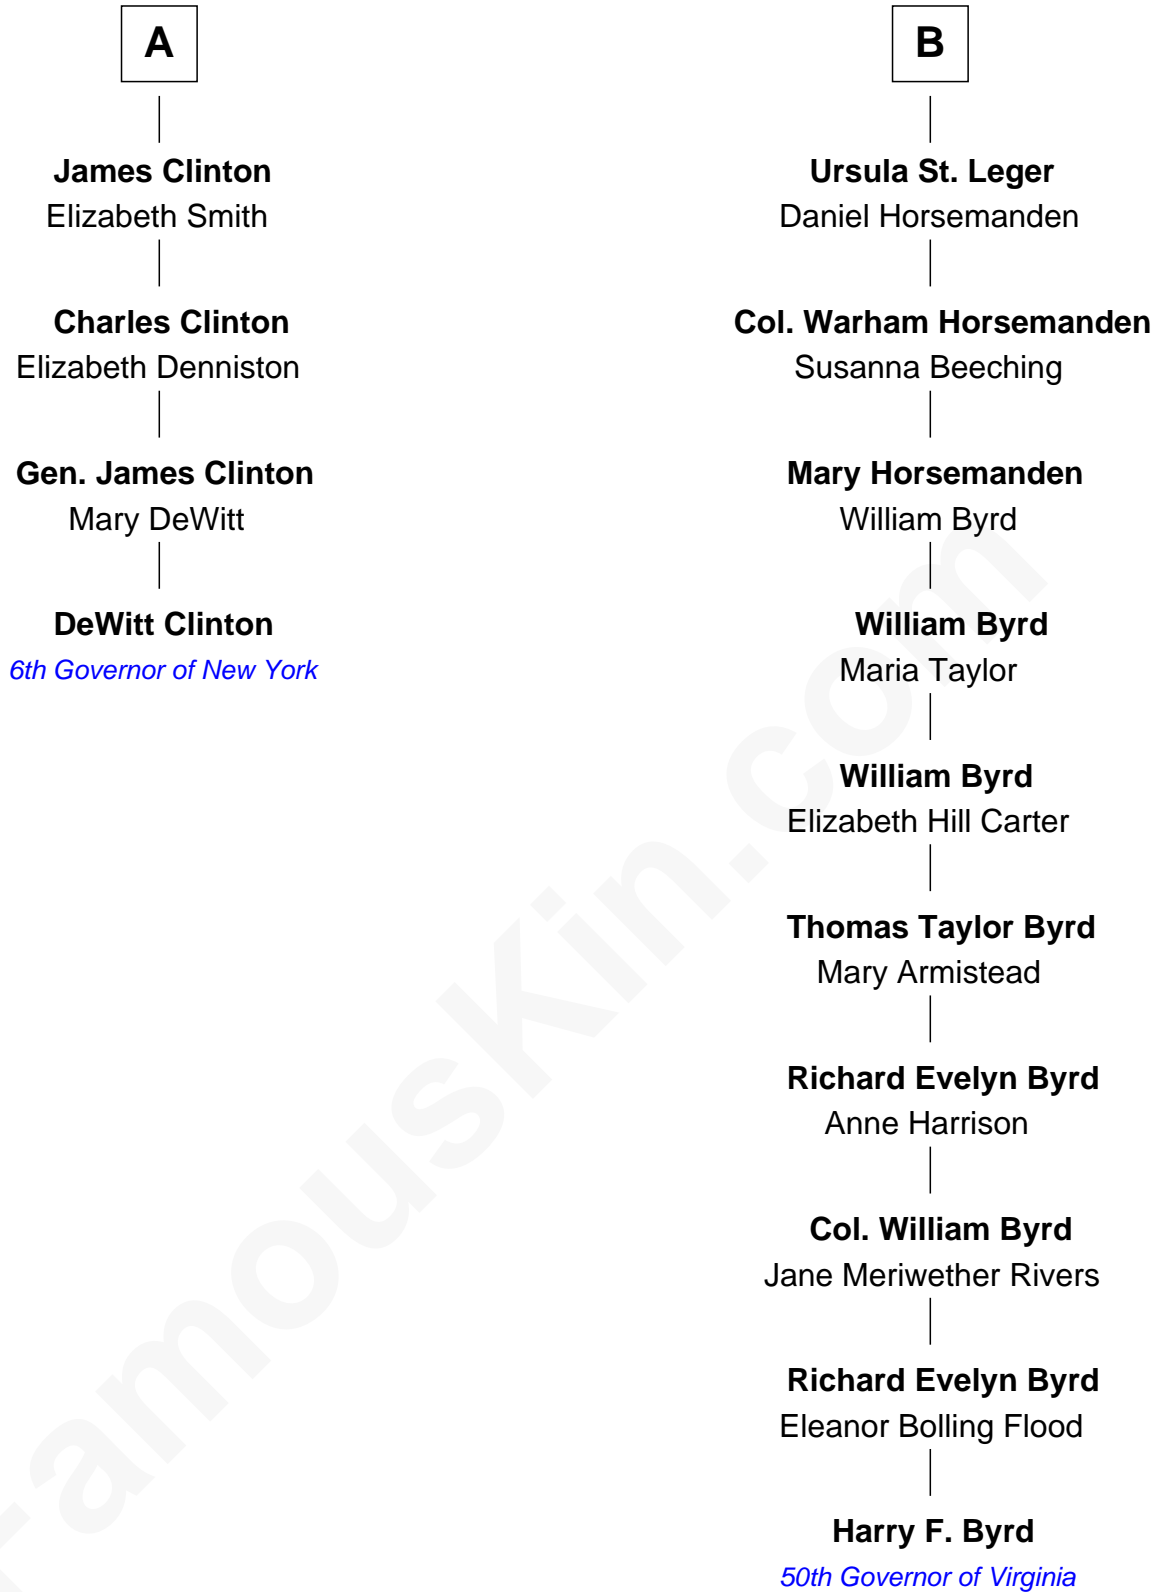 A
James Clinton
Elizabeth Smith
Charles Clinton
Elizabeth Denniston
Gen. James Clinton
Mary DeWitt
DeWitt Clinton
6th Governor of New York
B
Ursula St. Leger
Daniel Horsemanden
Col. Warham Horsemanden
Susanna Beeching
Mary Horsemanden
William Byrd
William Byrd
Maria Taylor
William Byrd
Elizabeth Hill Carter
Thomas Taylor Byrd
Mary Armistead
Richard Evelyn Byrd
Anne Harrison
Col. William Byrd
Jane Meriwether Rivers
Richard Evelyn Byrd
Eleanor Bolling Flood
Harry F. Byrd
50th Governor of Virginia
FamousKin.com